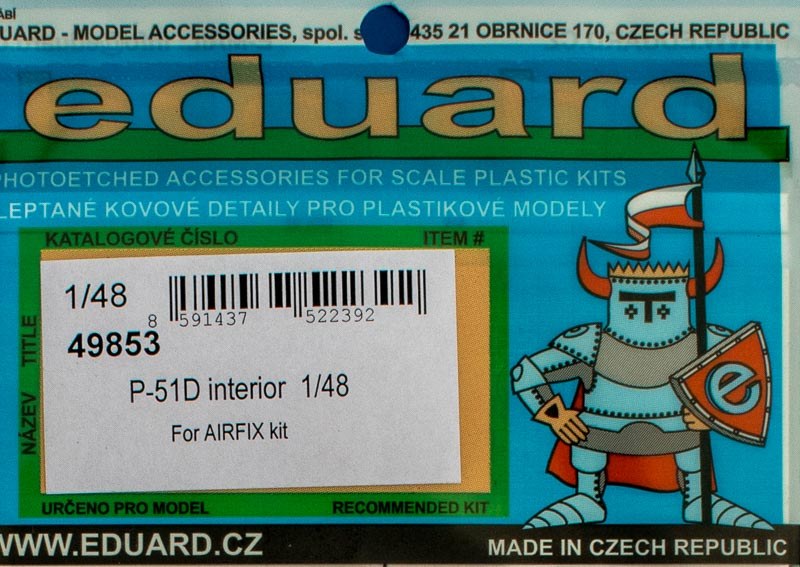 ÁBÍ
UARD - MODEL ACCESSORIES, spol. s 435 21 OBRNICE 170, CZECH REPUBLIC
eduard
PHOTOETCHED ACCESSORIES FOR SCALE PLASTIC KITS
LEPTANÉ KOVOVÉ DETAILY PRO PLASTIKOVÉ MODELY
KATALOGOVÉ ČÍSLO ITEM #
NÁZEV TITLE
1/48
8 591437 522392
49853
P-51D interior 1/48
For AIRFIX kit
e
URČENO PRO MODEL RECOMMENDED KIT
WWW.EDUARD.CZ
MADE IN CZECH REPUBLIC